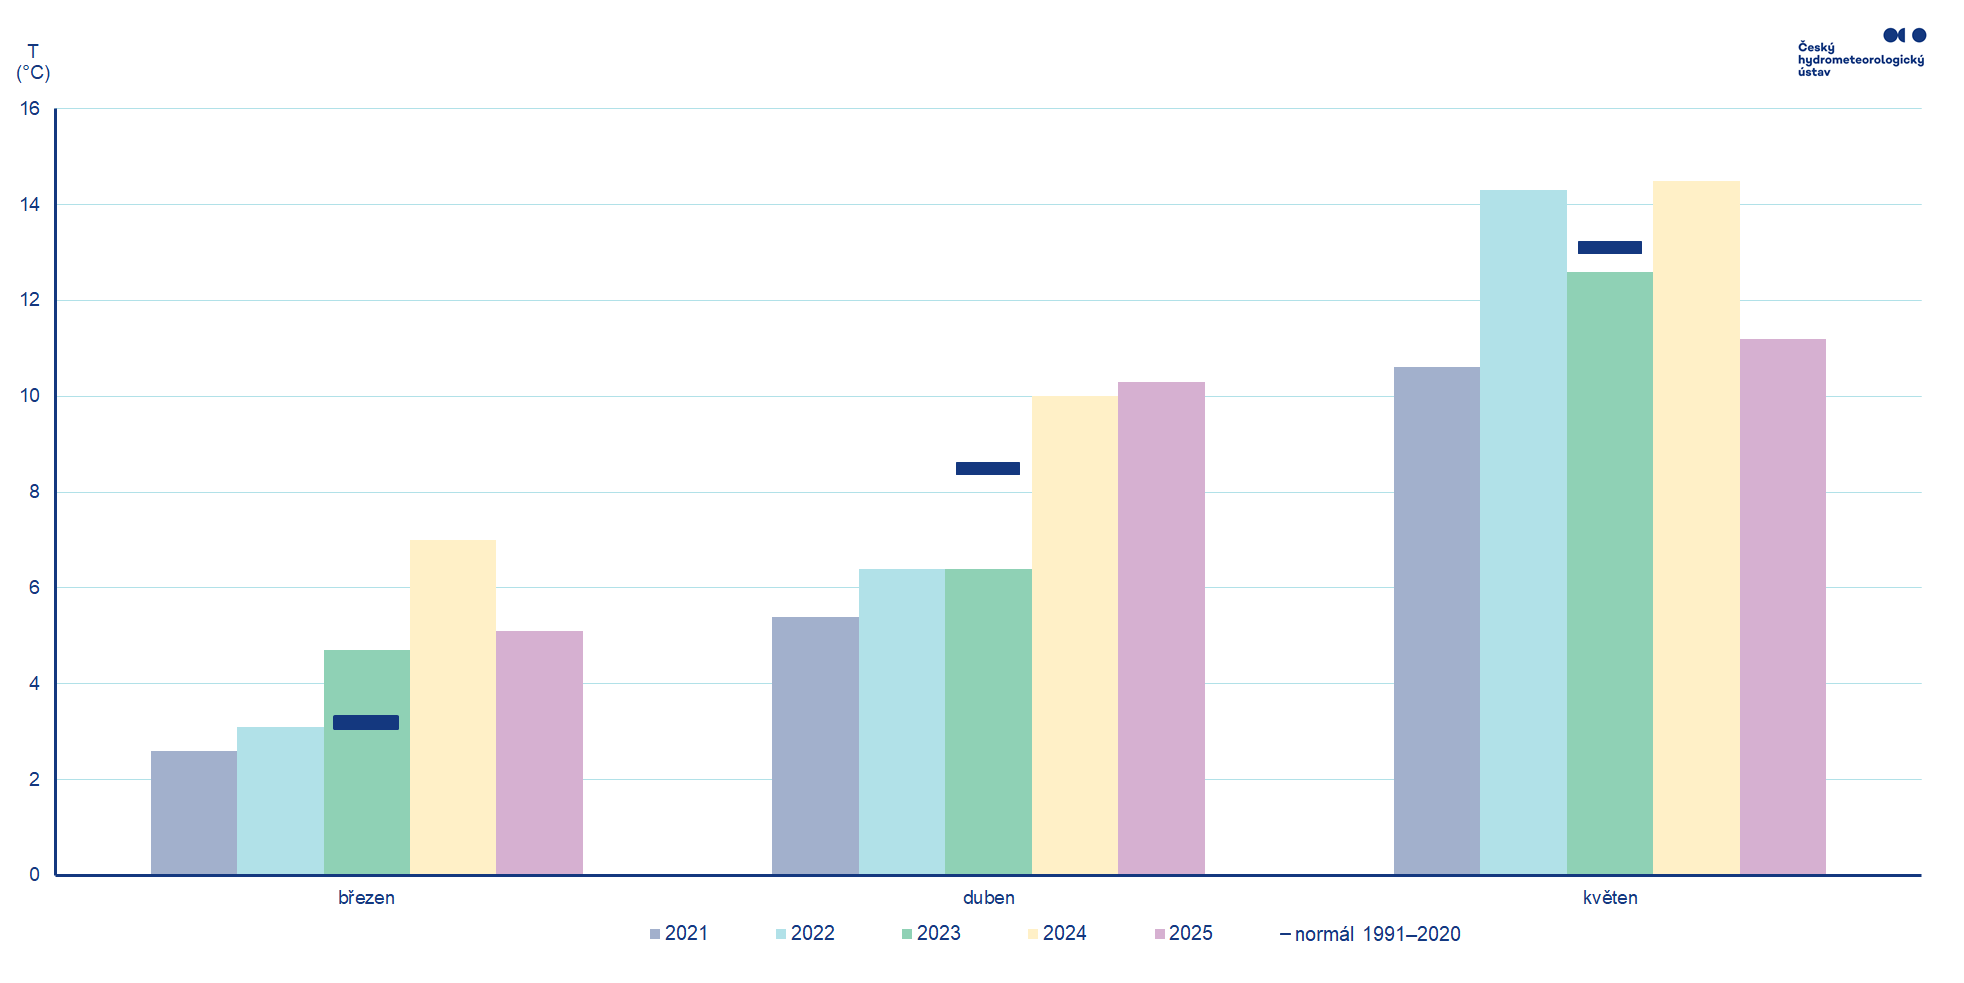 T
(°C)
Český
hydrometeorologický
ústav
16
14
12
10
8
6
4
2
0
březen duben květen
2021 2022 2023 2024 2025 normál 1991–2020